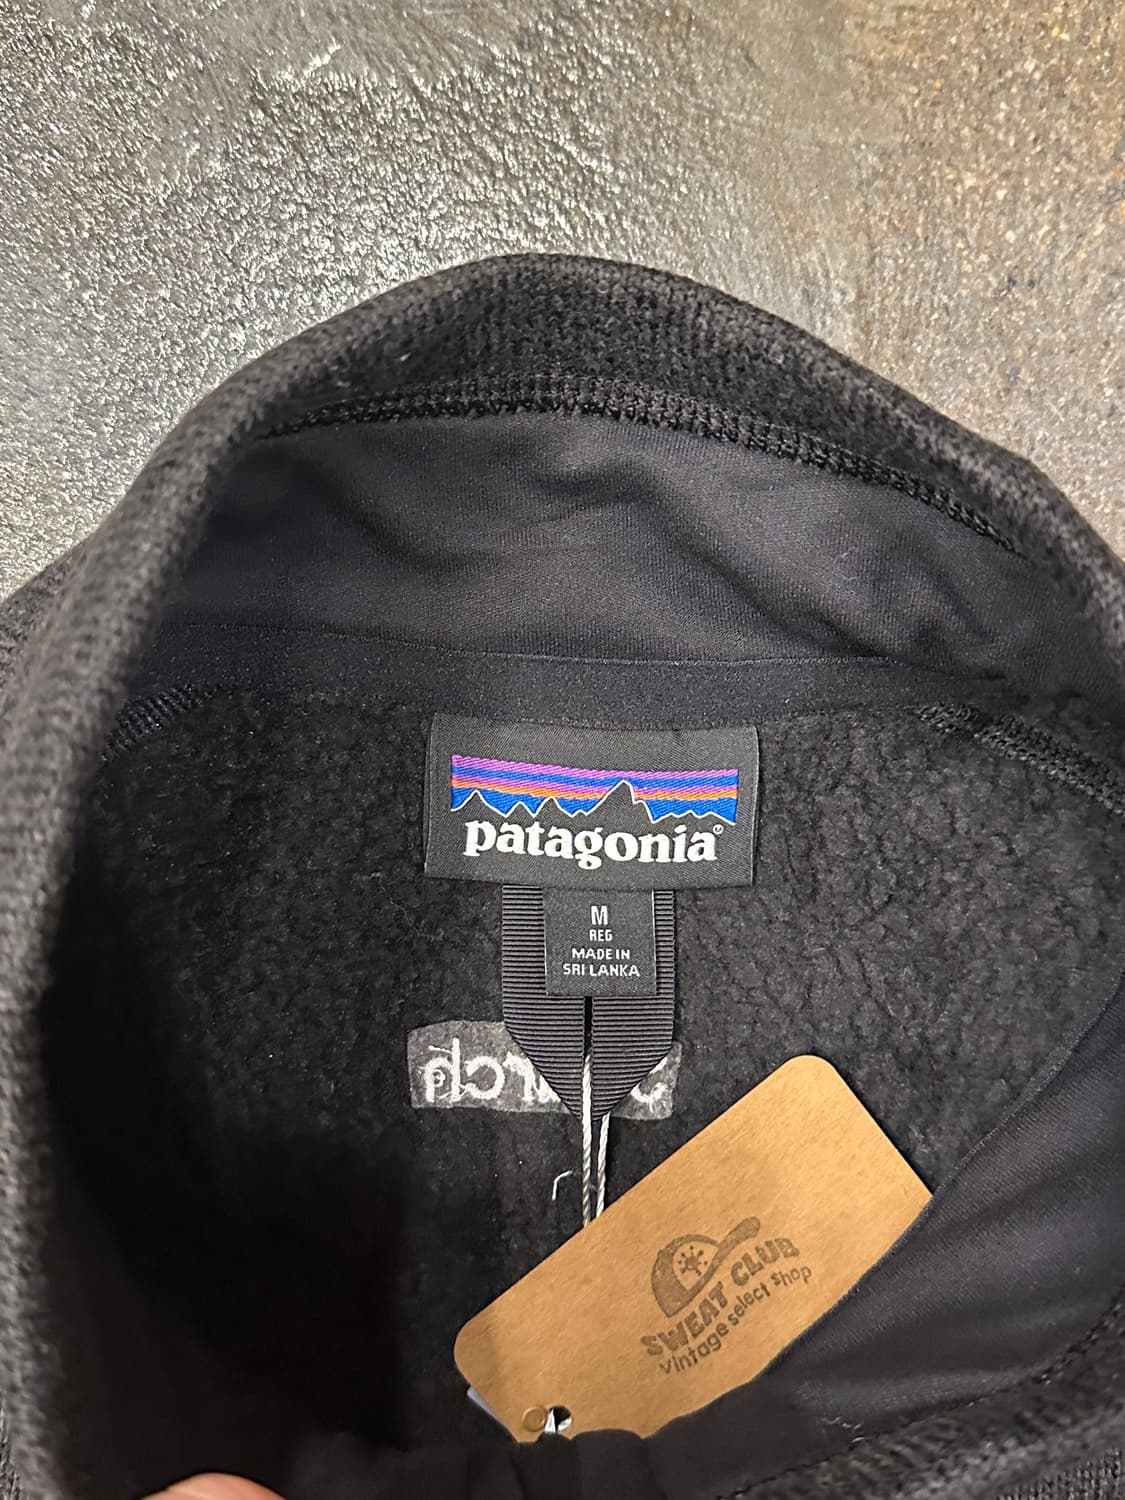 patagonia®
M
REG
MADE IN
SRI LANKA
SWEAT CLUB
vintage select shop